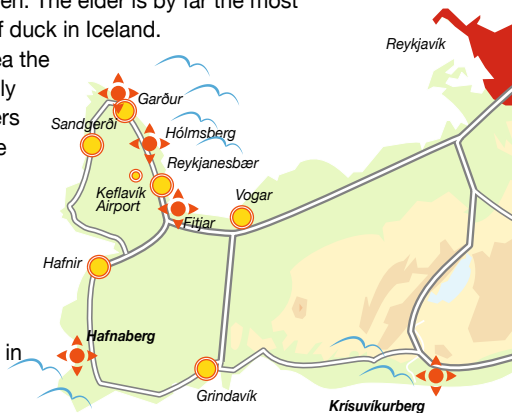 en. The eider is by far the most
f duck in Iceland.
ea the
ly
ers
e
in
Reykjavík
Garður
Sandgerði
Hólmsberg
Reykjanesbær
Keflavík
Airport
Vogar
Fitjar
Hafnir
Hafnaberg
Grindavík
Krísuvíkurberg